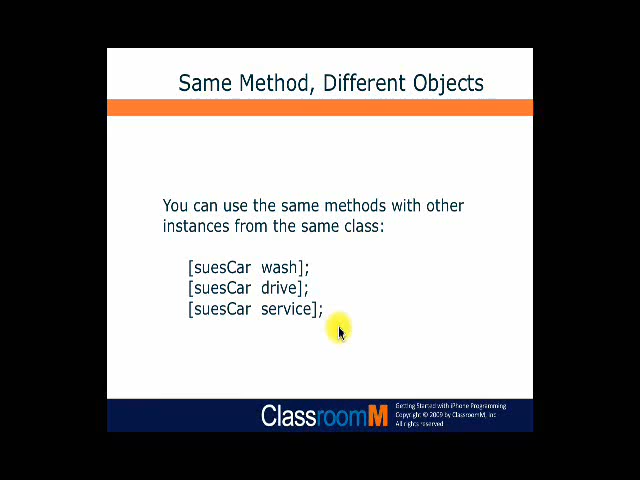 Same Method, Different Objects
You can use the same methods with other
instances from the same class:
[suesCar wash];
[suesCar drive];
[suesCar service];
ClassroomM
Getting Started with iPhone Programming
Copyright © 2009 by ClassroomM, Inc
All rights reserved